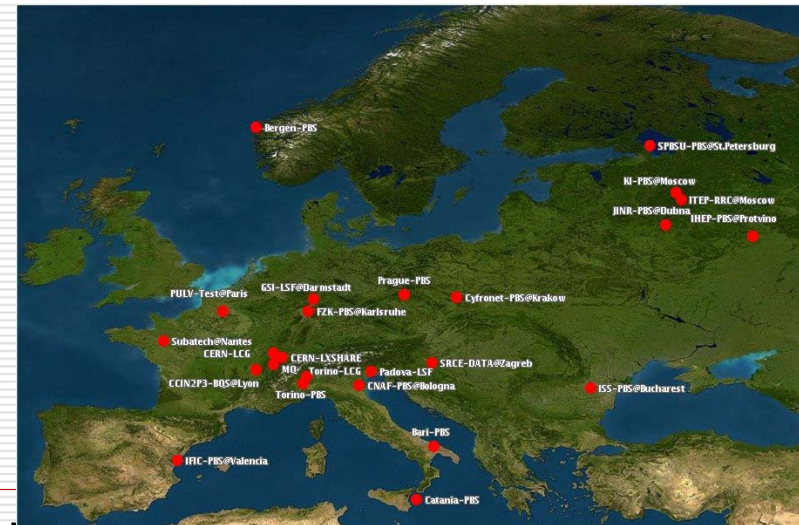 Bergen-PBS
SPBSU-PBS@St.Petersburg
KI-PBS@Moscow
ITEP-RRC@Moscow
JINR-PBS@Dubna
IHEP-PBS@Protvino
Prague-PBS
GSI-LSF@Darmstadt
PULV-Test@Paris
Cyfronet-PBS@Krakow
FZK-PBS@Karlsruhe
Subatech@Nantes
CERN-LCG
CERN-LXSHARE
SRCE-DATA@Zagreb
MQ
Torino-LCG
Padova-LSF
CCIN2P3-BQS@Lyon
CNAF-PBS@Bologna
ISS-PBS@Bucharest
Torino-PBS
Bari-PBS
IFIC-PBS@Valencia
Catania-PBS